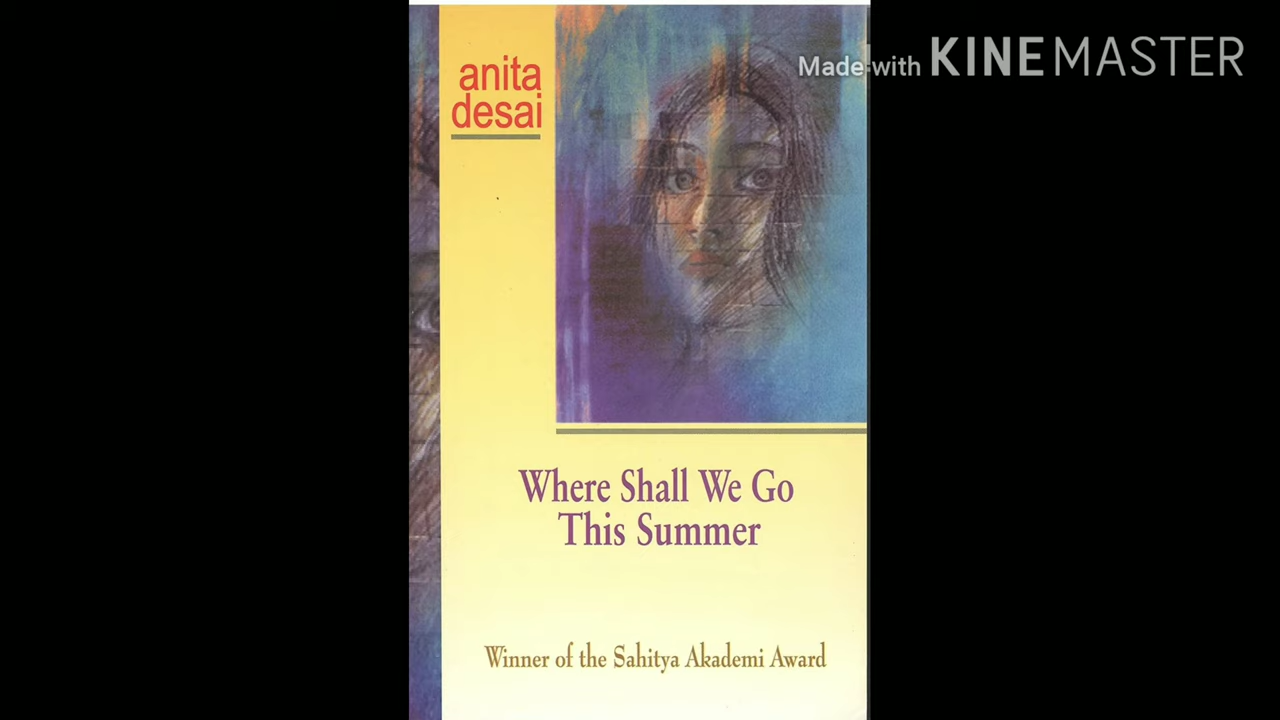 anita
desai
Made with KINEMASTER
Where Shall We Go
This Summer
Winner of the Sahitya Akademi Award